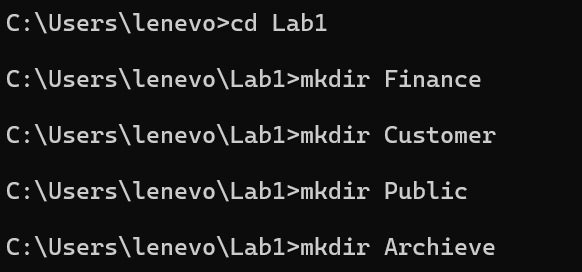 C:\Users\lenevo>cd Lab1
C:\Users\lenevo\Lab1>mkdir Finance
C:\Users\lenevo\Lab1>mkdir Customer
C:\Users\lenevo\Lab1>mkdir Public
C:\Users\lenevo\Lab1>mkdir Archieve